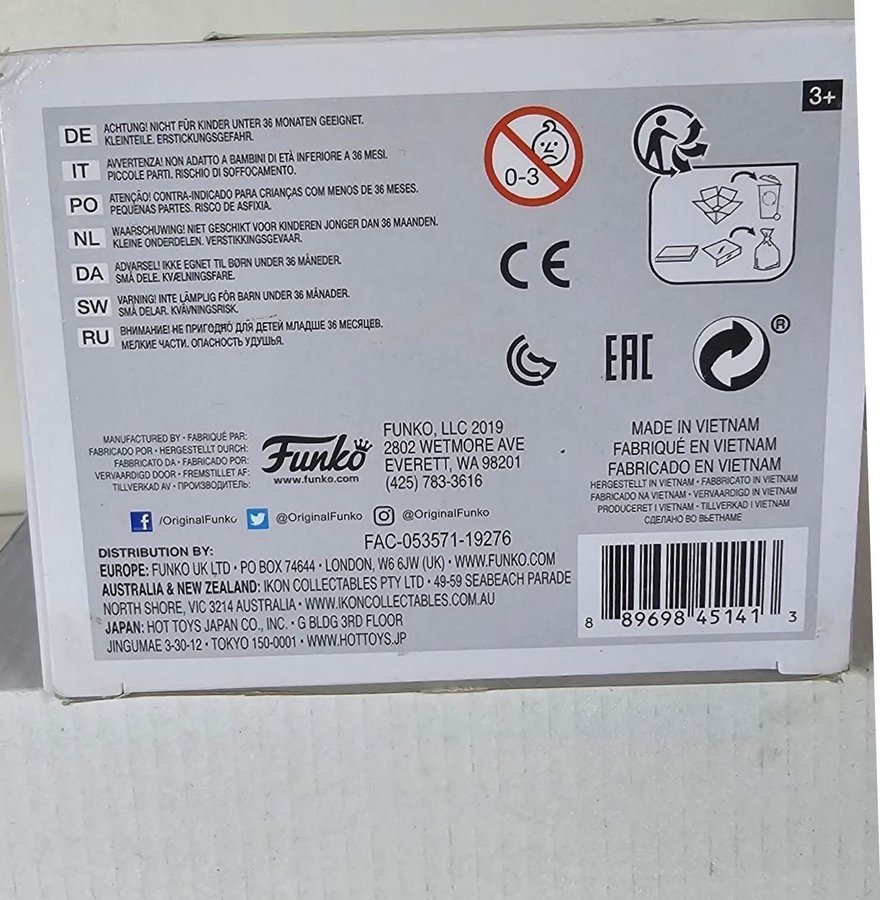 3+
DE ACHTUNG! NICHT FÜR KINDER UNTER 36 MONATEN GEEIGNET.
KLEINTEILE. ERSTICKUNGSGEFAHR.
IT AVVERTENZA! NON ADATTO A BAMBINI DI ETÀ INFERIORE A 36 MESI.
PICCOLE PARTI. RISCHIO DI SOFFOCAMENTO.
PO ATENÇÃO! CONTRA-INDICADO PARA CRIANÇAS COM MENOS DE 36 MESES.
PEQUENAS PARTES. RISCO DE ASFIXIA.
NL WAARSCHUWING! NIET GESCHIKT VOOR KINDEREN JONGER DAN 36 MAANDEN.
KLEINE ONDERDELEN. VERSTIKKINGSGEVAAR.
DA ADVARSEL! IKKE EGNET TIL BØRN UNDER 36 MÅNEDER.
SMÅ DELE. KVÆLNINGSFARE.
SW VARNING! INTE LÄMPLIG FÖR BARN UNDER 36 MÅNADER.
SMÅ DELAR. KVÄVNINGSRISK.
RU ВНИМАНИЕ! НЕ ПРИГОДНО ДЛЯ ДЕТЕЙ МЛАДШЕ 36 МЕСЯЦЕВ.
МЕЛКИЕ ЧАСТИ. ОПАСНОСТЬ УДУШЬЯ.
0-3
CE
EAC
®
MANUFACTURED BY • FABRIQUÉ PAR:
FABRICADO POR • HERGESTELLT DURCH:
FABBRICATO DA • FABRICADO POR:
VERVAARDIGD DOOR • FREMSTILLET AF:
TILLVERKAD AV • ПРОИЗВОДИТЕЛЬ:
Funko
www.funko.com
FUNKO, LLC 2019
2802 WETMORE AVE
EVERETT, WA 98201
(425) 783-3616
/OriginalFunko @OriginalFunko @OriginalFunko
FAC-053571-19276
DISTRIBUTION BY:
EUROPE: FUNKO UK LTD • PO BOX 74644 • LONDON, W6 6JW (UK) • WWW.FUNKO.COM
AUSTRALIA & NEW ZEALAND: IKON COLLECTABLES PTY LTD • 49-59 SEABEACH PARADE
NORTH SHORE, VIC 3214 AUSTRALIA • WWW.IKONCOLLECTABLES.COM.AU
JAPAN: HOT TOYS JAPAN CO., INC. • G BLDG 3RD FLOOR
JINGUMAE 3-30-12 • TOKYO 150-0001 • WWW.HOTTOYS.JP
MADE IN VIETNAM
FABRIQUÉ EN VIETNAM
FABRICADO EN VIETNAM
HERGESTELLT IN VIETNAM • FABBRICATO IN VIETNAM
FABRICADO NA VIETNAM • VERVAARDIGD IN VIETNAM
PRODUCERET I VIETNAM • TILLVERKAD I VIETNAM
СДЕЛАНО ВО ВЬЕТНАМЕ
8 89698 45141 3